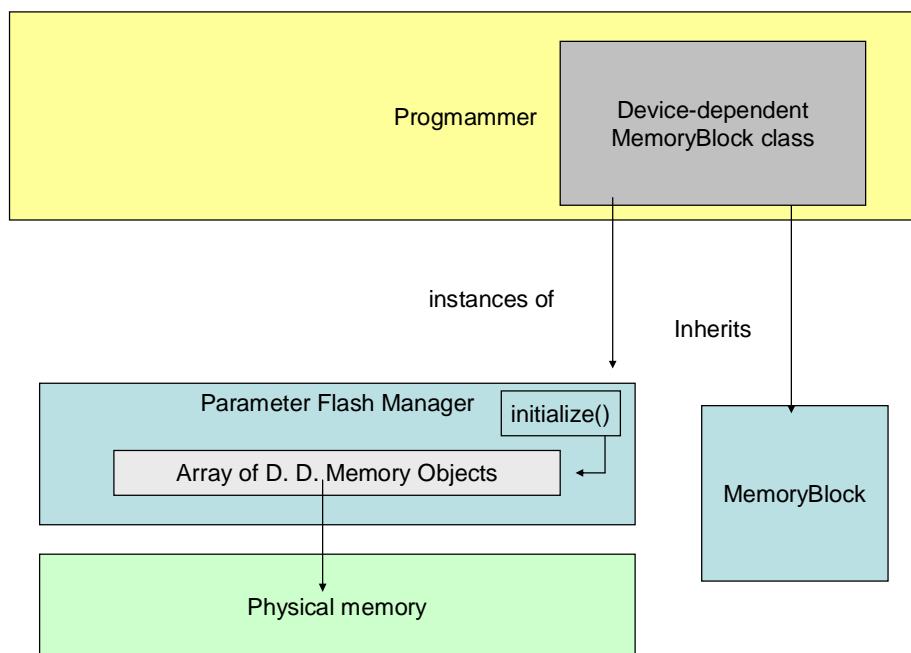 Progmammer
Device-dependent
MemoryBlock class
instances of
Inherits
Parameter Flash Manager
initialize()
Array of D. D. Memory Objects
MemoryBlock
Physical memory